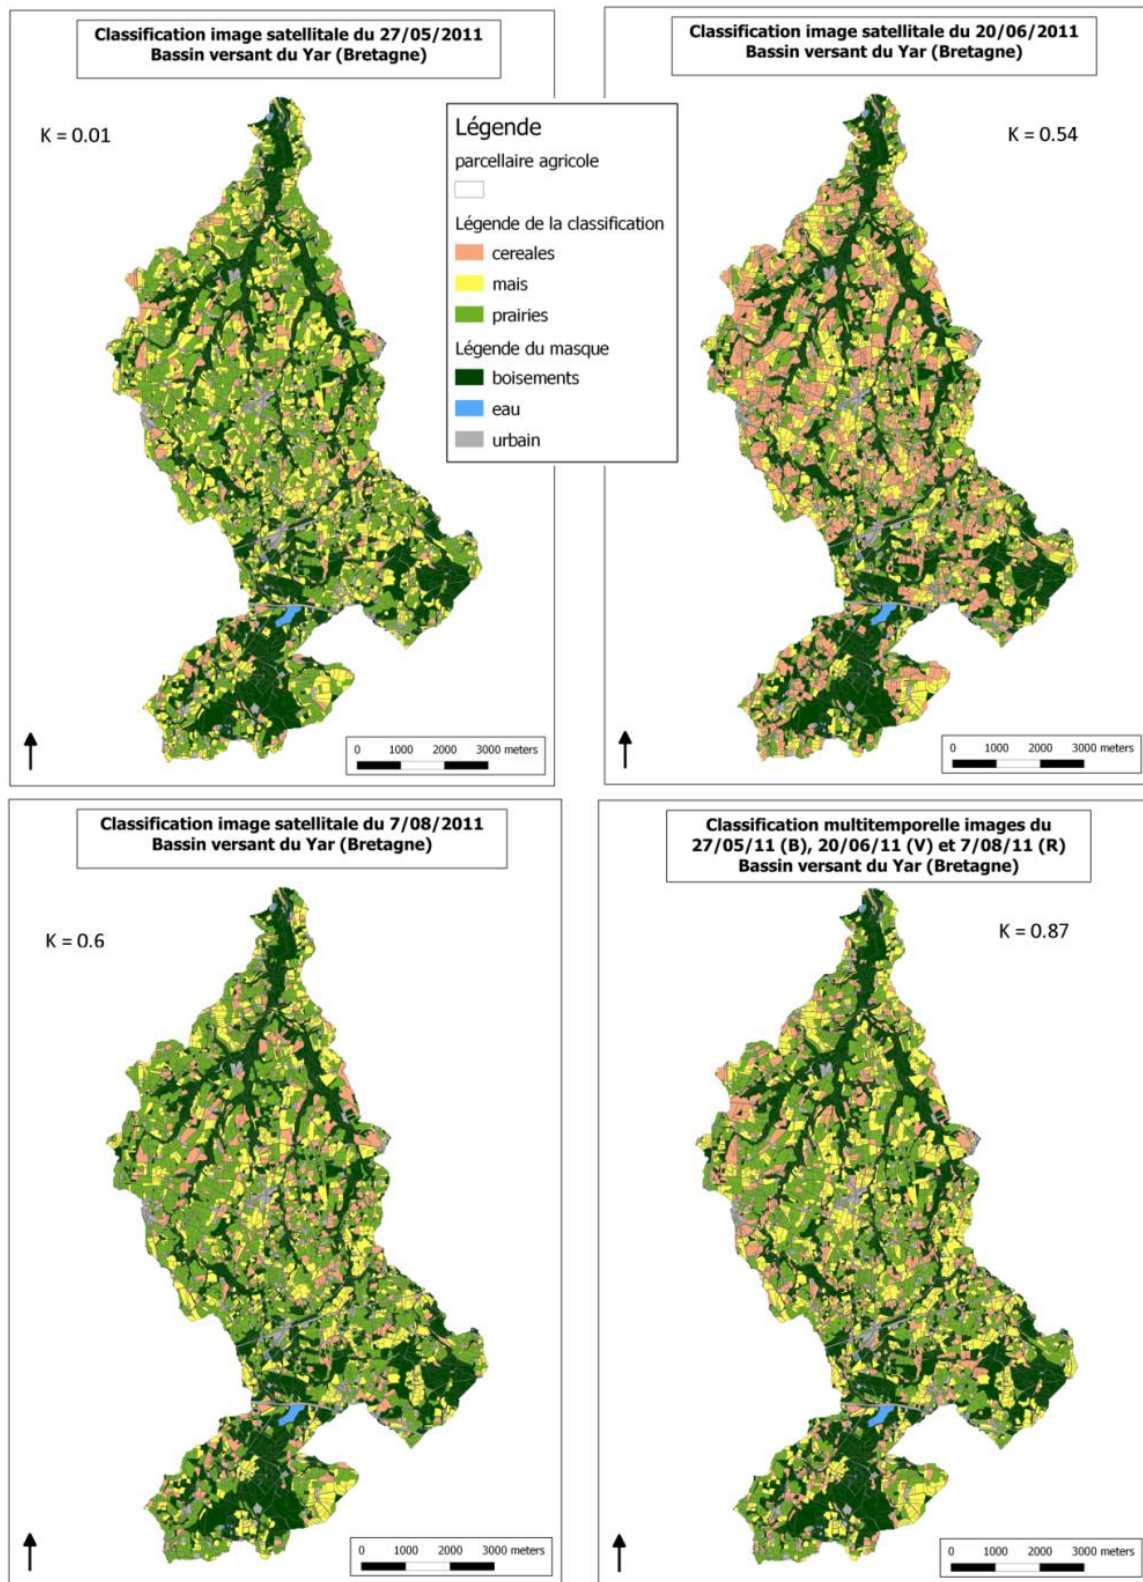 Classification image satellitale du 27/05/2011
Bassin versant du Yar (Bretagne)
K = 0.01
Classification image satellitale du 20/06/2011
Bassin versant du Yar (Bretagne)
K = 0.54
Légende
parcellaire agricole
Légende de la classification
cereales
mais
prairies
Légende du masque
boisements
eau
urbain
0 1000 2000 3000 meters
0 1000 2000 3000 meters
Classification image satellitale du 7/08/2011
Bassin versant du Yar (Bretagne)
K = 0.6
Classification multitemporelle images du
27/05/11 (B), 20/06/11 (V) et 7/08/11 (R)
Bassin versant du Yar (Bretagne)
K = 0.87
0 1000 2000 3000 meters
0 1000 2000 3000 meters